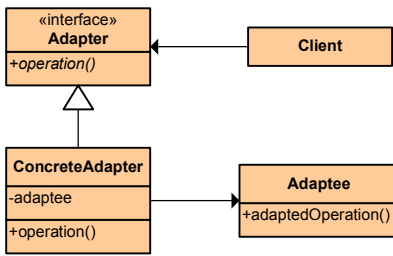 «interface»
Adapter
+operation()
Client
ConcreteAdapter
-adaptee
+operation()
Adaptee
+adaptedOperation()